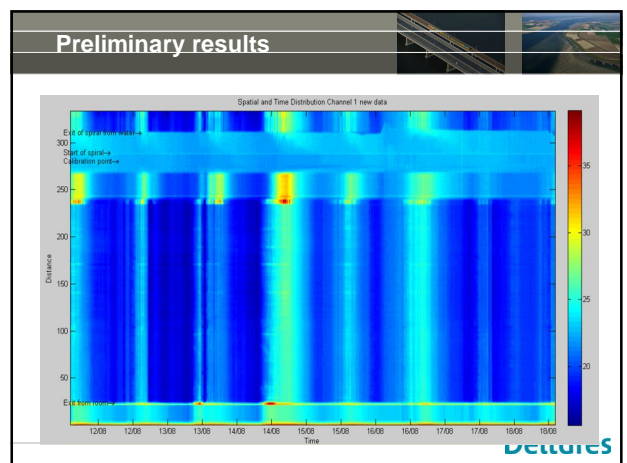 Preliminary results
Spatial and Time Distribution Channel 1 new data
Exit of spiral from water→
Start of spiral→
Calibration point→
Exit from room→
Distance
300
250
200
150
100
50
35
30
25
20
12/08 12/08 13/08 13/08 14/08 14/08 15/08 15/08 16/08 16/08 17/08 17/08 18/08 18/08
Time
Deltares